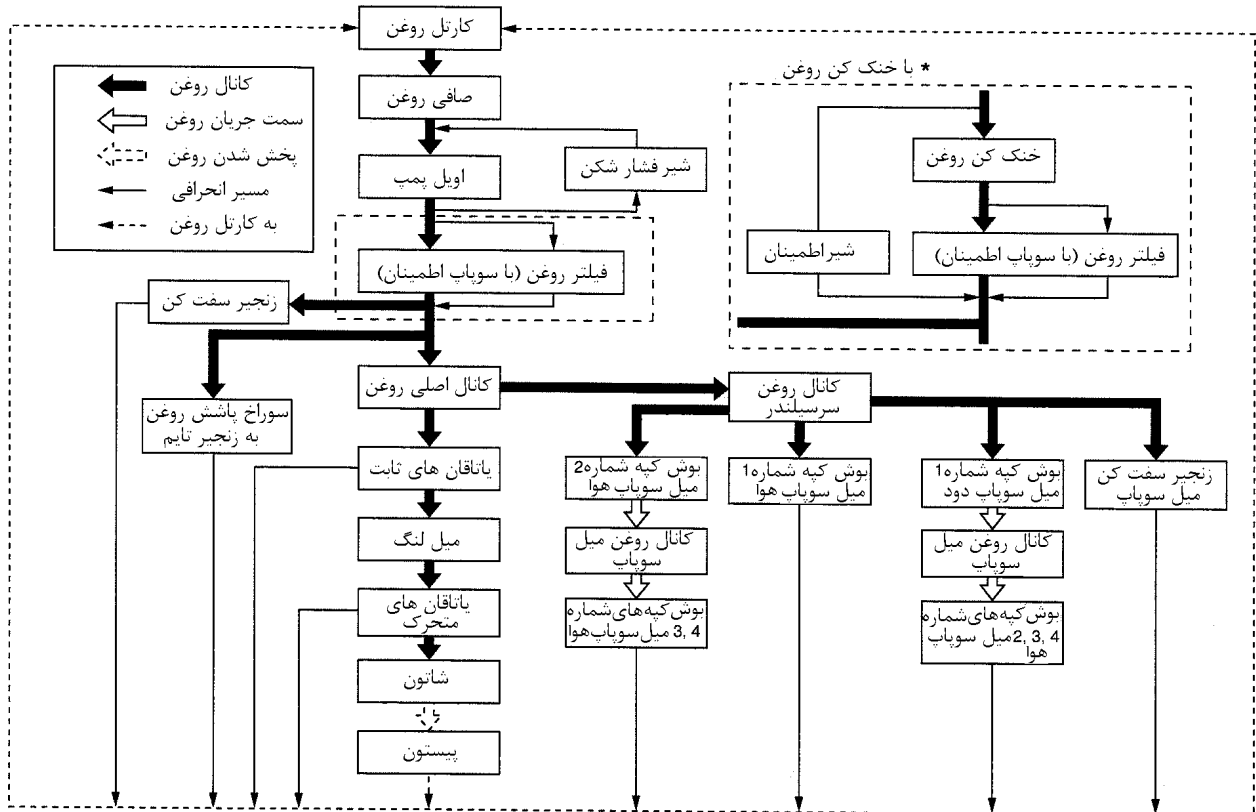 کارتل روغن
صافی روغن
اویل پمپ
شیر فشار شکن
فیلتر روغن (با سوپاپ اطمینان)
کانال روغن
سمت جریان روغن
پخش شدن روغن
مسیر انحرافی
به کارتل روغن
* با خنک کن روغن
خنک کن روغن
شیراطمینان
فیلتر روغن (با سوپاپ اطمینان)
زنجیر سفت کن
سوراخ پاشش روغن
به زنجیر تایم
کانال اصلی روغن
کانال روغن
سرسیلندر
یاتاقان های ثابت
میل لنگ
یاتاقان های
متحرک
شاتون
پیستون
بوش کپه شماره2
میل سوپاپ هوا
کانال روغن میل
سوپاپ
بوش کپه های شماره
3, 4 میل سوپاپ هوا
بوش کپه شماره1
میل سوپاپ هوا
بوش کپه شماره1
میل سوپاپ دود
کانال روغن میل
سوپاپ
بوش کپه های شماره
2, 3, 4 میل سوپاپ
هوا
زنجیر سفت کن
میل سوپاپ